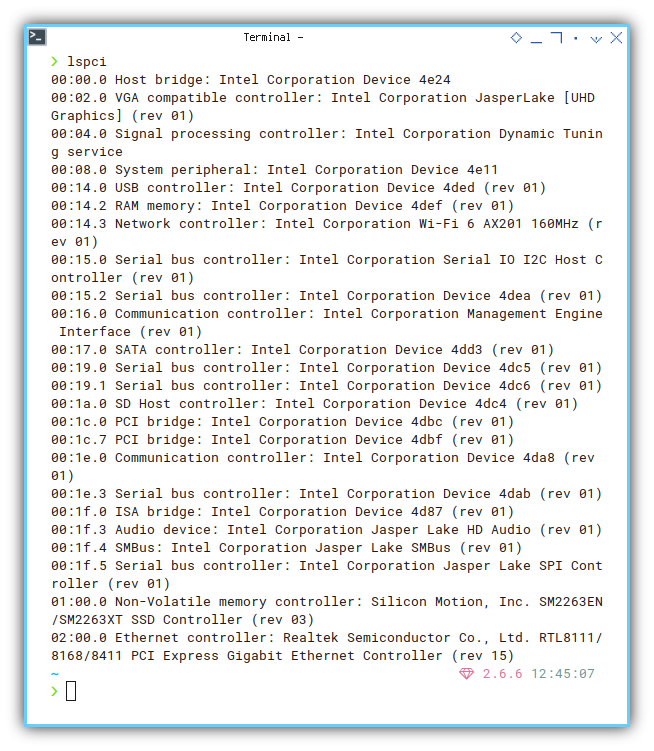 Terminal -
❯ lspci
00:00.0 Host bridge: Intel Corporation Device 4e24
00:02.0 VGA compatible controller: Intel Corporation JasperLake [UHD
Graphics] (rev 01)
00:04.0 Signal processing controller: Intel Corporation Dynamic Tunin
g service
00:08.0 System peripheral: Intel Corporation Device 4e11
00:14.0 USB controller: Intel Corporation Device 4ded (rev 01)
00:14.2 RAM memory: Intel Corporation Device 4def (rev 01)
00:14.3 Network controller: Intel Corporation Wi-Fi 6 AX201 160MHz (r
ev 01)
00:15.0 Serial bus controller: Intel Corporation Serial IO I2C Host C
ontroller (rev 01)
00:15.2 Serial bus controller: Intel Corporation Device 4dea (rev 01)
00:16.0 Communication controller: Intel Corporation Management Engine
 Interface (rev 01)
00:17.0 SATA controller: Intel Corporation Device 4dd3 (rev 01)
00:19.0 Serial bus controller: Intel Corporation Device 4dc5 (rev 01)
00:19.1 Serial bus controller: Intel Corporation Device 4dc6 (rev 01)
00:1a.0 SD Host controller: Intel Corporation Device 4dc4 (rev 01)
00:1c.0 PCI bridge: Intel Corporation Device 4dbc (rev 01)
00:1c.7 PCI bridge: Intel Corporation Device 4dbf (rev 01)
00:1e.0 Communication controller: Intel Corporation Device 4da8 (rev
01)
00:1e.3 Serial bus controller: Intel Corporation Device 4dab (rev 01)
00:1f.0 ISA bridge: Intel Corporation Device 4d87 (rev 01)
00:1f.3 Audio device: Intel Corporation Jasper Lake HD Audio (rev 01)
00:1f.4 SMBus: Intel Corporation Jasper Lake SMBus (rev 01)
00:1f.5 Serial bus controller: Intel Corporation Jasper Lake SPI Cont
roller (rev 01)
01:00.0 Non-Volatile memory controller: Silicon Motion, Inc. SM2263EN
/SM2263XT SSD Controller (rev 03)
02:00.0 Ethernet controller: Realtek Semiconductor Co., Ltd. RTL8111/
8168/8411 PCI Express Gigabit Ethernet Controller (rev 15)
~ 2.6.6 12:45:07
❯